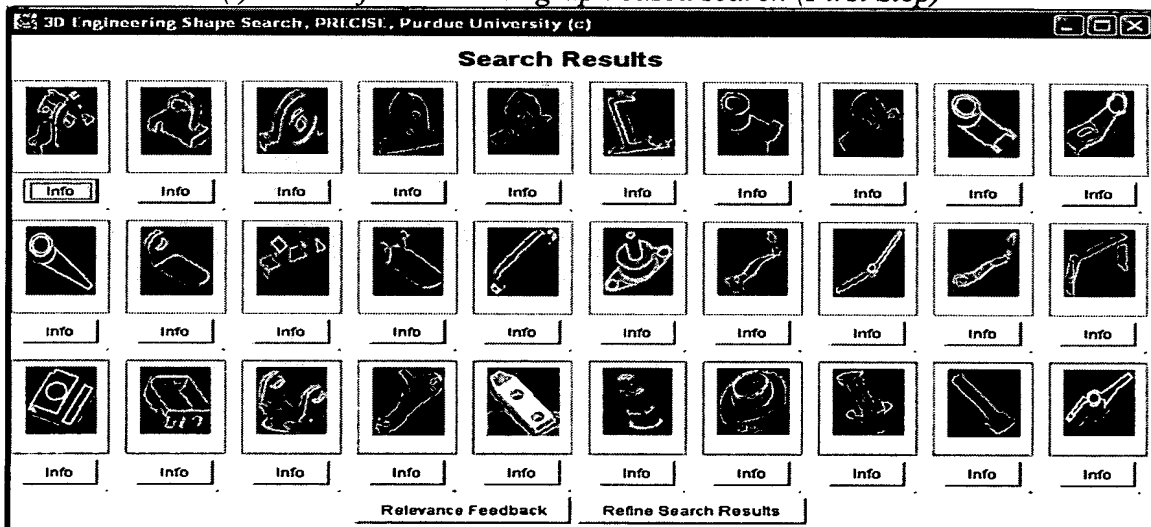 3D Engineering Shape Search, PRECISE, Purdue University (c)
Search Results
Info Info Info Info Info Info Info Info Info Info
Info Info Info Info Info Info Info Info Info Info
Info Info Info Info Info Info Info Info Info Info
Relevance Feedback Refine Search Results